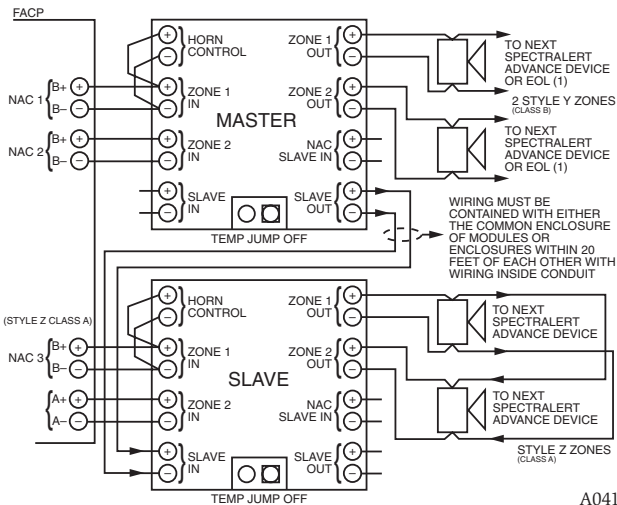 FACP
NAC 1
B+
B–
NAC 2
B+
B–
+
–
HORN
CONTROL
+
–
ZONE 1
IN
+
–
ZONE 2
IN
+
–
SLAVE
IN
MASTER
TEMP JUMP OFF
ZONE 1
OUT
+
–
ZONE 2
OUT
+
–
NAC
SLAVE IN
+
–
SLAVE
OUT
+
–
TO NEXT
SPECTRALERT
ADVANCE DEVICE
OR EOL (1)
2 STYLE Y ZONES
(CLASS B)
TO NEXT
SPECTRALERT
ADVANCE DEVICE
OR EOL (1)
WIRING MUST BE
CONTAINED WITH EITHER
THE COMMON ENCLOSURE
OF MODULES OR
ENCLOSURES WITHIN 20
FEET OF EACH OTHER WITH
WIRING INSIDE CONDUIT
(STYLE Z CLASS A)
NAC 3
B+
B–
A+
A–
+
–
HORN
CONTROL
+
–
ZONE 1
IN
+
–
ZONE 2
IN
+
–
SLAVE
IN
SLAVE
TEMP JUMP OFF
ZONE 1
OUT
+
–
ZONE 2
OUT
+
–
NAC
SLAVE IN
+
–
SLAVE
OUT
+
–
TO NEXT
SPECTRALERT
ADVANCE DEVICE
TO NEXT
SPECTRALERT
ADVANCE DEVICE
STYLE Z ZONES
(CLASS A)
A041